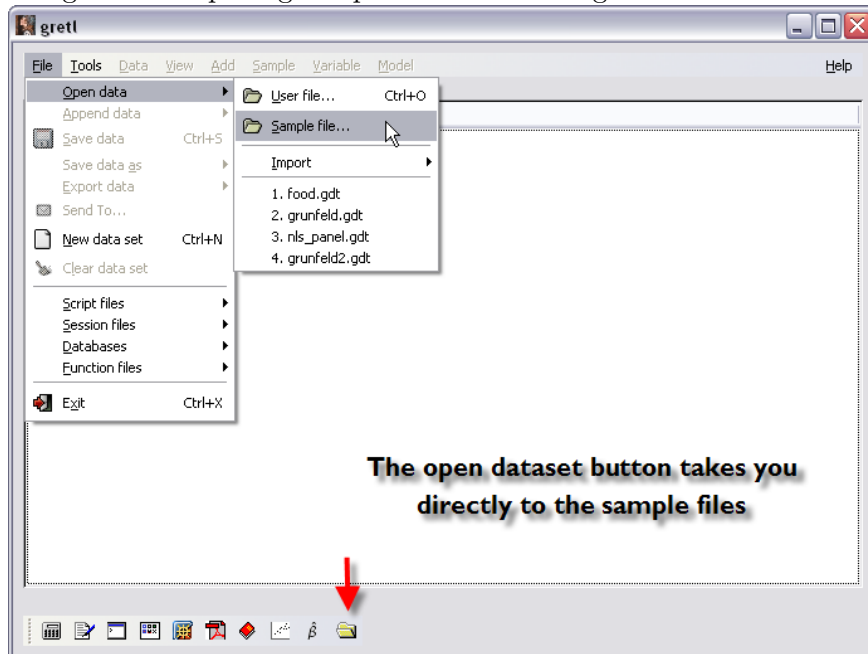 gretl
File Tools Data View Add Sample Variable Model Help
Open data
Append data
Save data Ctrl+S
Save data as
Export data
Send To...
New data set Ctrl+N
Clear data set
Script files
Session files
Databases
Function files
Exit Ctrl+X
User file... Ctrl+O
Sample file...
Import
1. food.gdt
2. grunfeld.gdt
3. nls_panel.gdt
4. grunfeld2.gdt
The open dataset button takes you
directly to the sample files
β̂